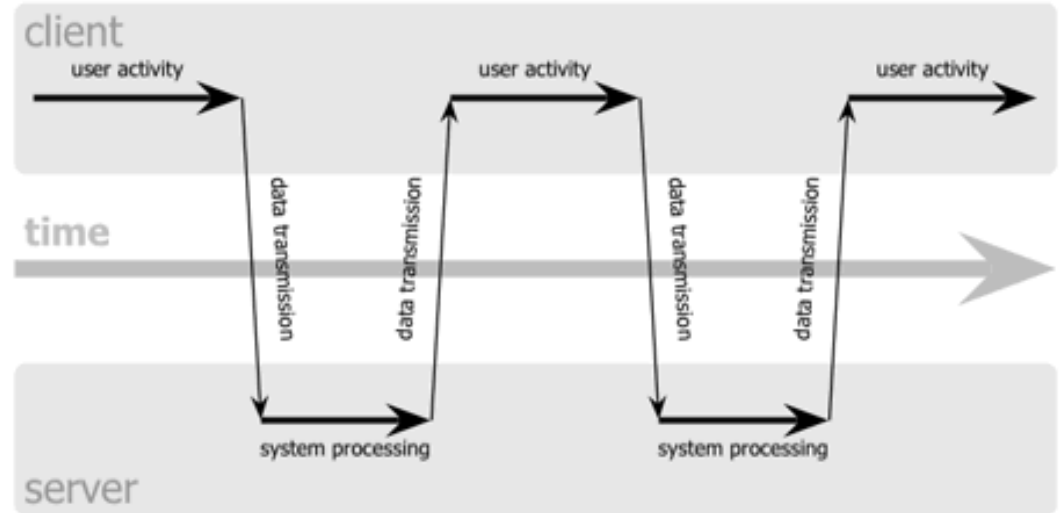 client
user activity
user activity
user activity
data transmission
data transmission
data transmission
data transmission
time
system processing
system processing
server